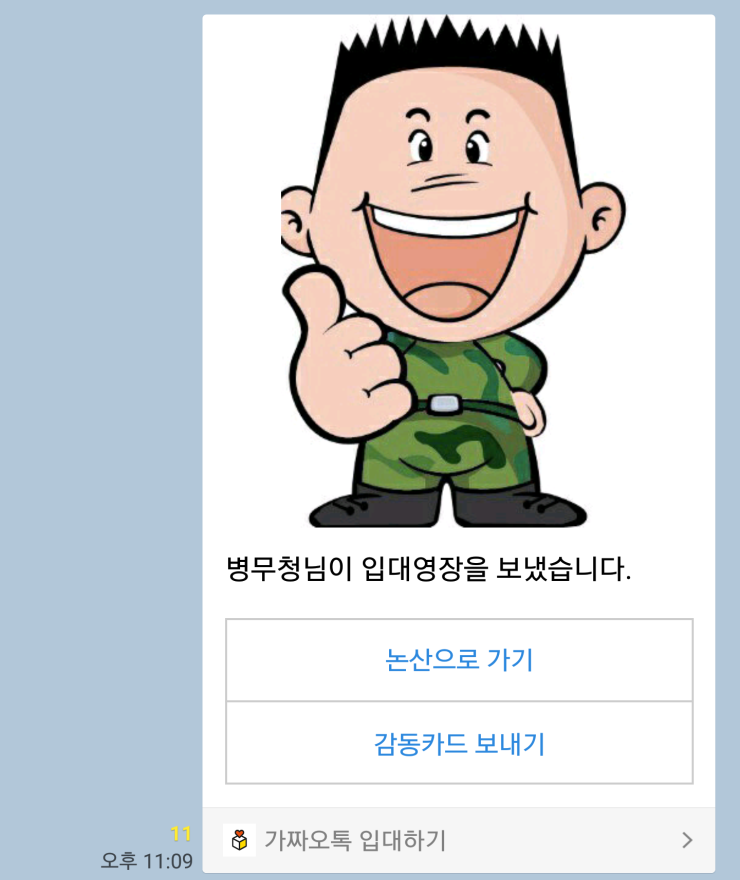 병무청님이 입대영장을 보냈습니다.
논산으로 가기
감동카드 보내기
가짜오톡 입대하기
11
오후 11:09